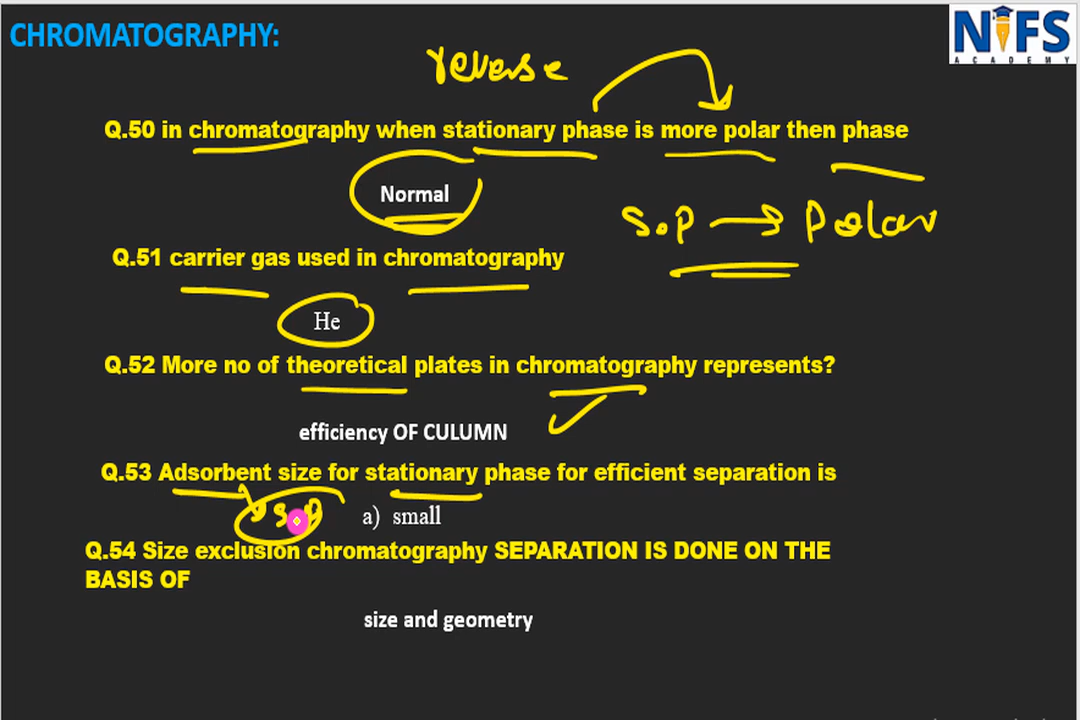 CHROMATOGRAPHY:
NIFS
ACADEMY
reverse
Q.50 in chromatography when stationary phase is more polar then phase
Normal
S.P → Polar
Q.51 carrier gas used in chromatography
He
Q.52 More no of theoretical plates in chromatography represents?
efficiency OF CULUMN
Q.53 Adsorbent size for stationary phase for efficient separation is
S.P
a) small
Q.54 Size exclusion chromatography SEPARATION IS DONE ON THE
BASIS OF
size and geometry